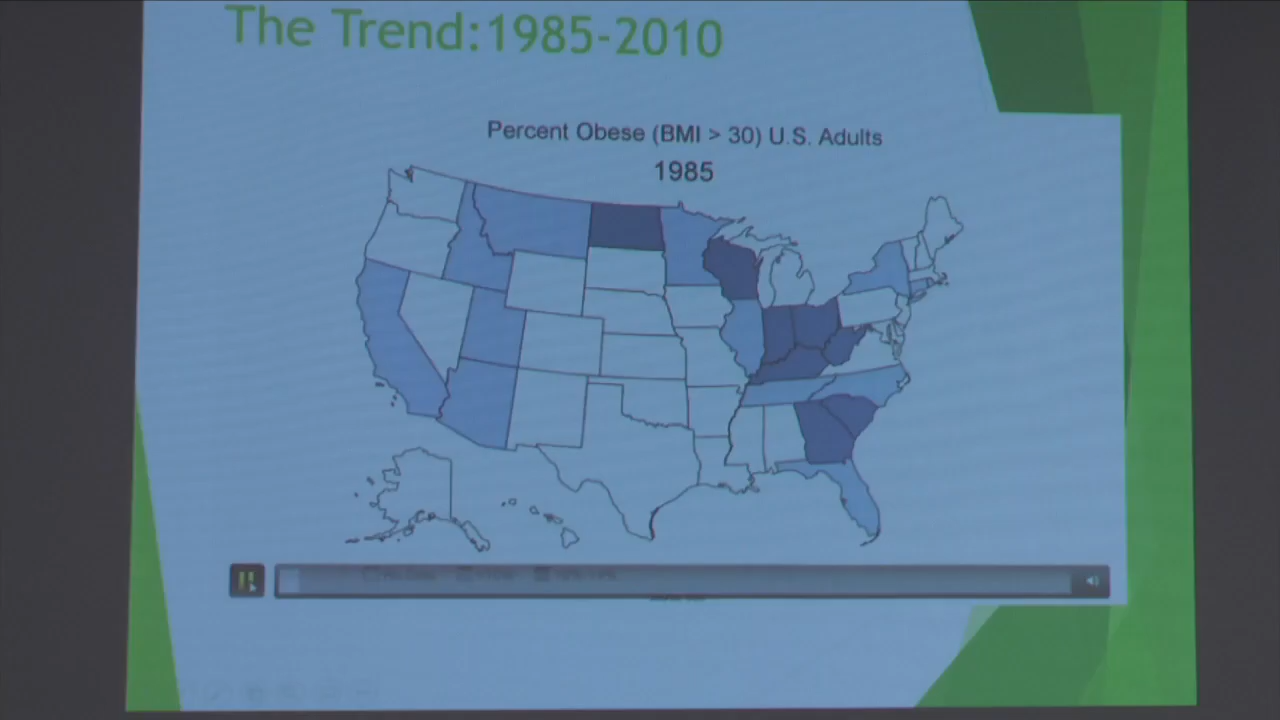 The Trend:1985-2010
Percent Obese (BMI > 30) U.S. Adults
1985